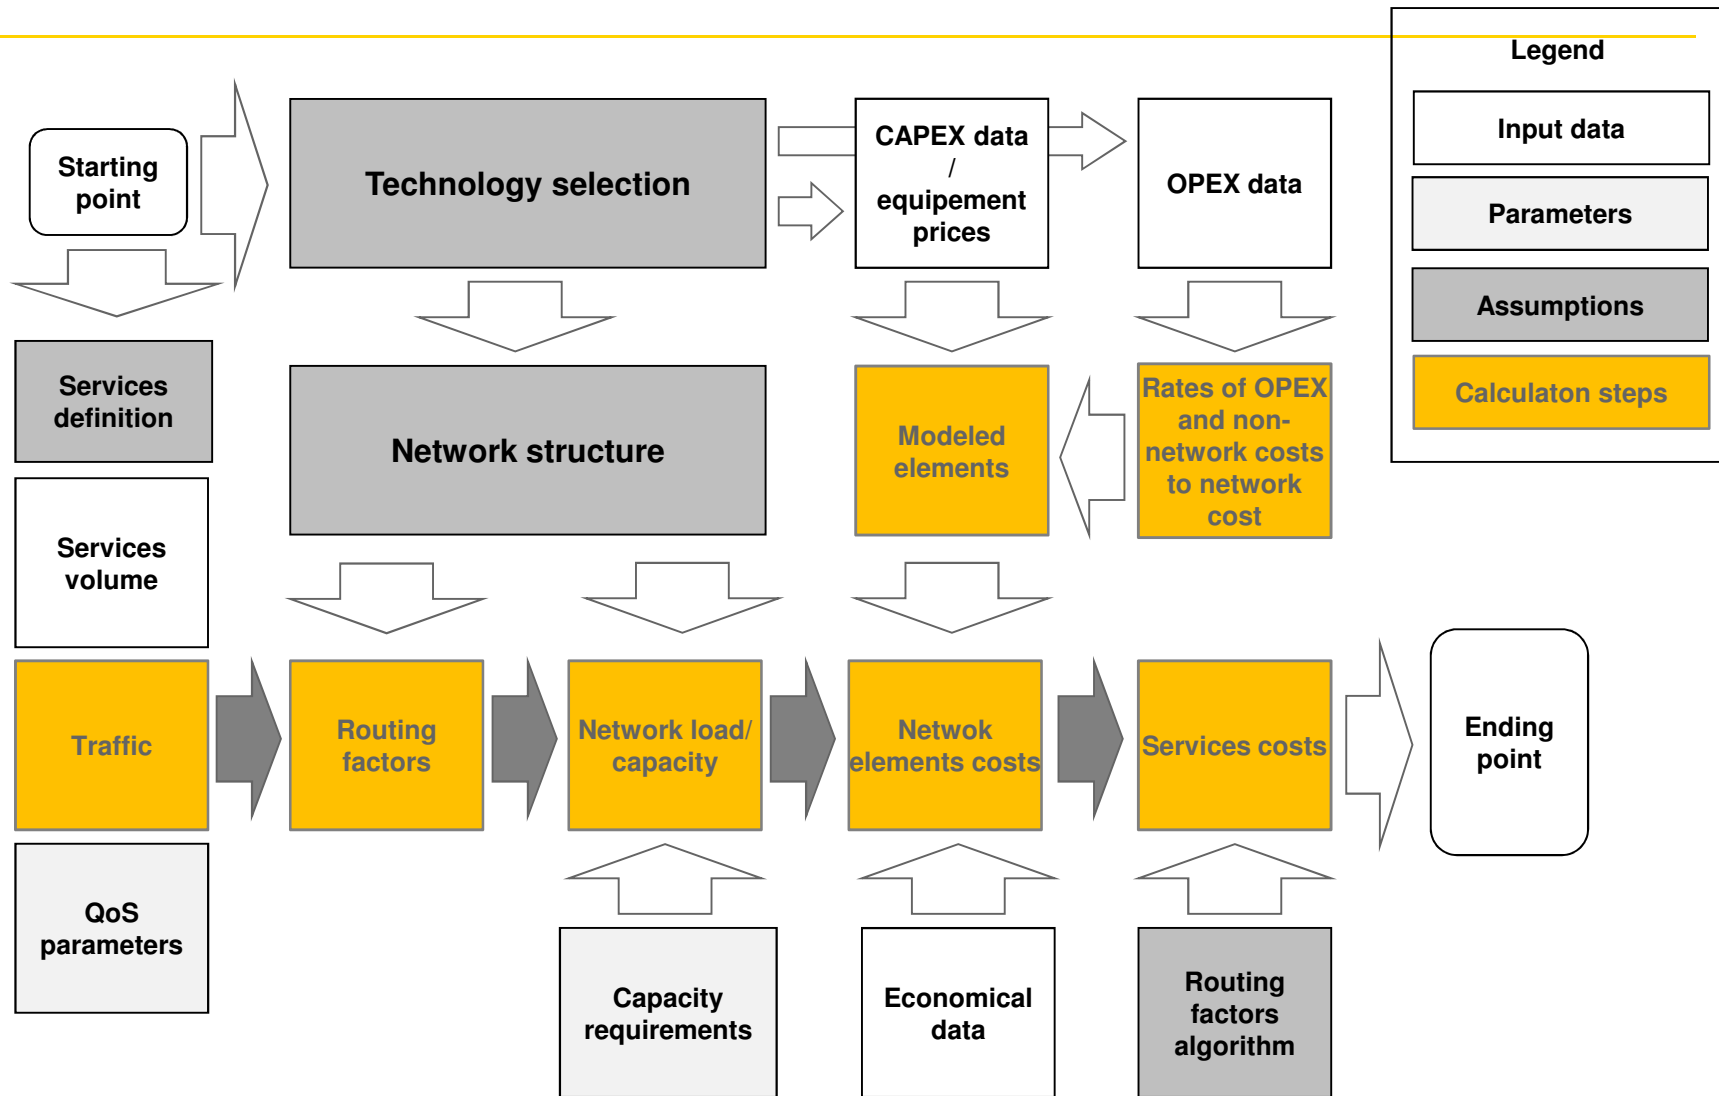 Legend
Input data
Parameters
Assumptions
Calculaton steps
Starting
point
Technology selection
CAPEX data
/
equipement
prices
OPEX data
Services
definition
Network structure
Modeled
elements
Rates of OPEX
and non-
network costs
to network
cost
Services
volume
Traffic
Routing
factors
Network load/
capacity
Netwok
elements costs
Services costs
Ending
point
QoS
parameters
Capacity
requirements
Economical
data
Routing
factors
algorithm